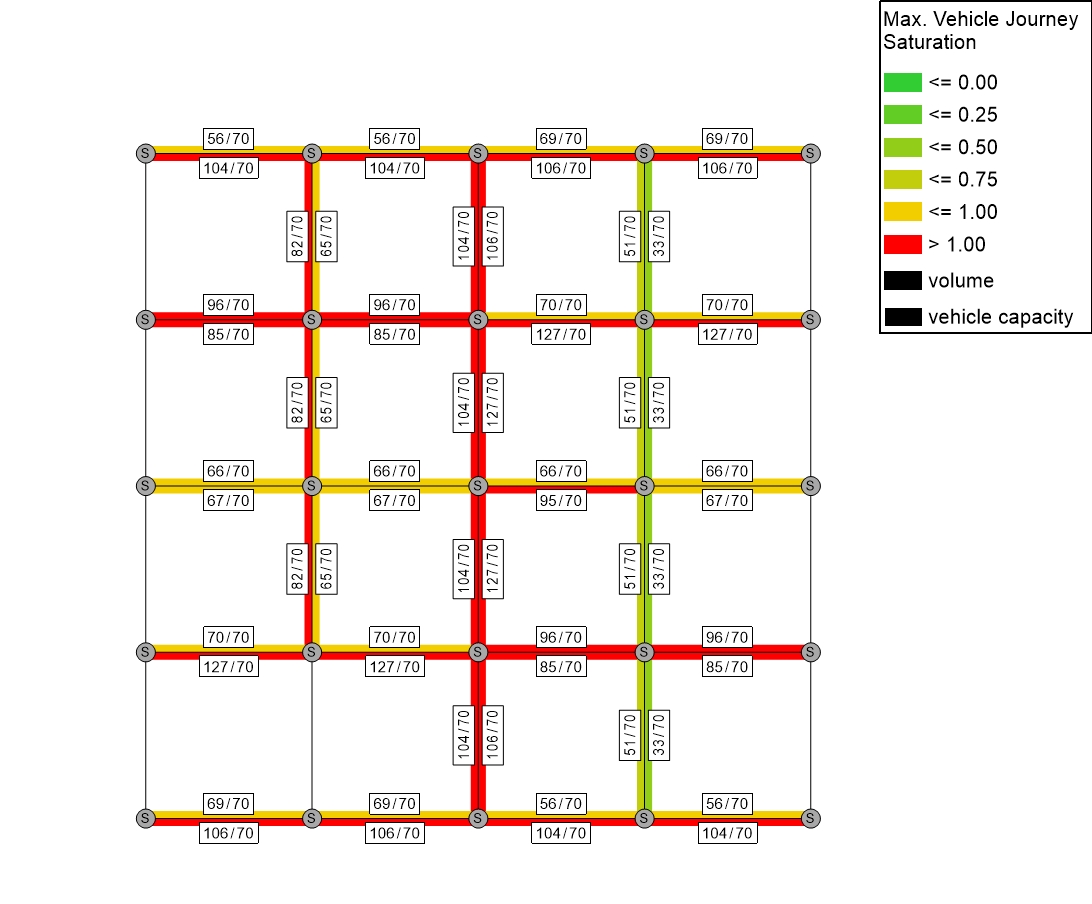 Max. Vehicle Journey
Saturation
<= 0.00
<= 0.25
<= 0.50
<= 0.75
<= 1.00
> 1.00
volume
vehicle capacity
56/70 56/70 69/70 69/70
S S S S S
104/70 104/70 106/70 106/70
82/70 65/70 104/70 106/70 51/70 33/70
96/70 96/70 70/70 70/70
S S S S S
85/70 85/70 127/70 127/70
82/70 65/70 104/70 127/70 51/70 33/70
66/70 66/70 66/70 66/70
S S S S S
67/70 67/70 95/70 67/70
82/70 65/70 104/70 127/70 51/70 33/70
70/70 70/70 96/70 96/70
S S S S S
127/70 127/70 85/70 85/70
104/70 106/70 51/70 33/70
69/70 69/70 56/70 56/70
S S S S S
106/70 106/70 104/70 104/70